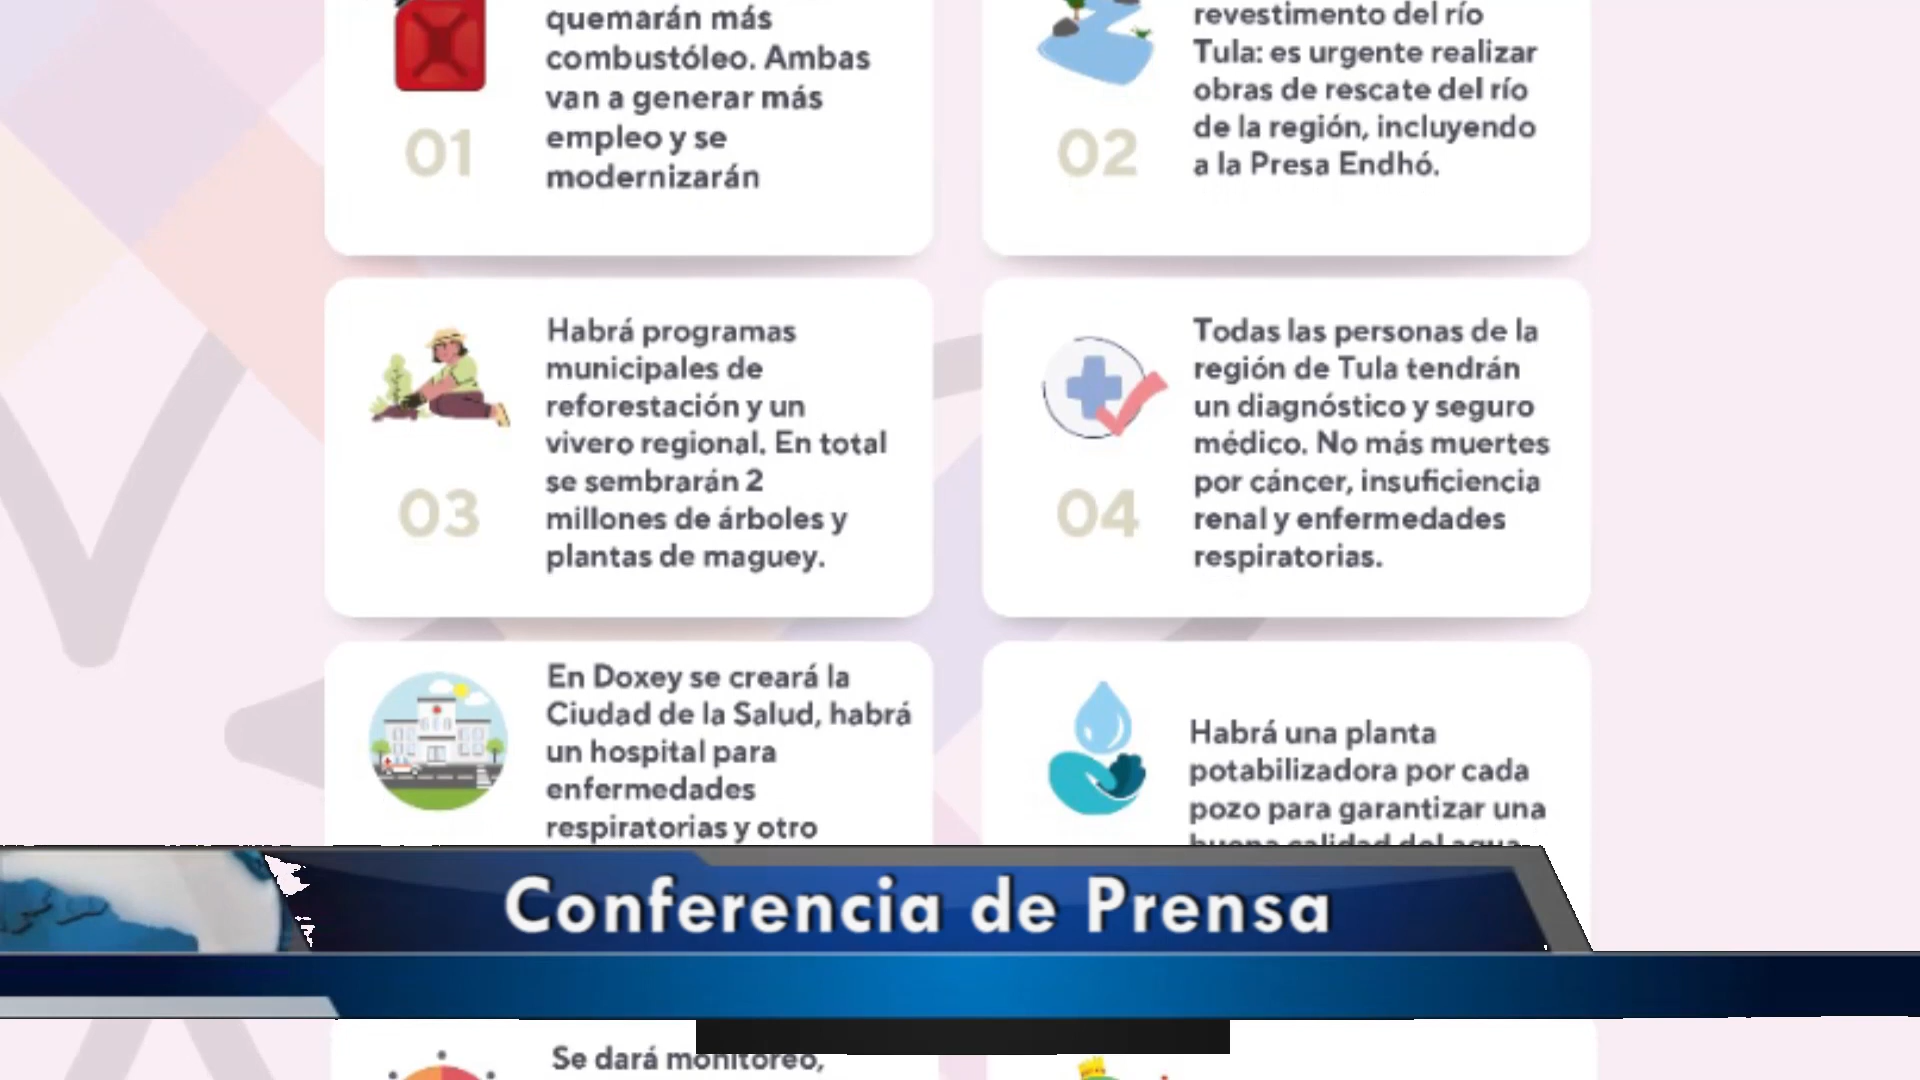 quemarán más
combustóleo. Ambas
van a generar más
empleo y se
modernizarán
01
revestimento del río
Tula: es urgente realizar
obras de rescate del río
de la región, incluyendo
a la Presa Endhó.
02
Habrá programas
municipales de
reforestación y un
vivero regional. En total
se sembrarán 2
millones de árboles y
plantas de maguey.
03
Todas las personas de la
región de Tula tendrán
un diagnóstico y seguro
médico. No más muertes
por cáncer, insuficiencia
renal y enfermedades
respiratorias.
04
En Doxey se creará la
Ciudad de la Salud, habrá
un hospital para
enfermedades
respiratorias y otro
Habrá una planta
potabilizadora por cada
pozo para garantizar una
buena calidad del agua
Conferencia de Prensa
Se dará monitoreo,